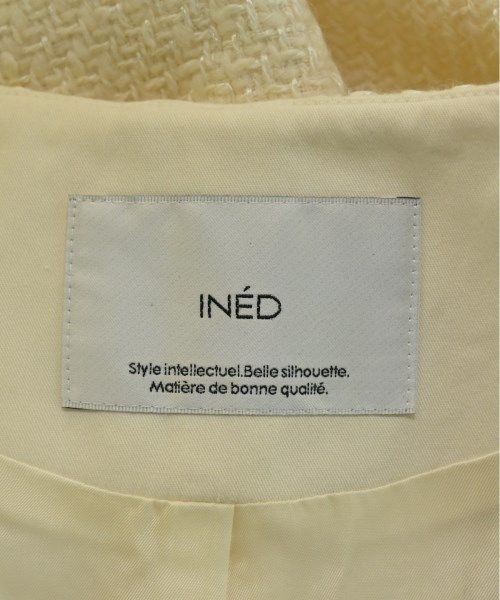 INÉD
Style intellectuel.Belle silhouette.
Matière de bonne qualité.